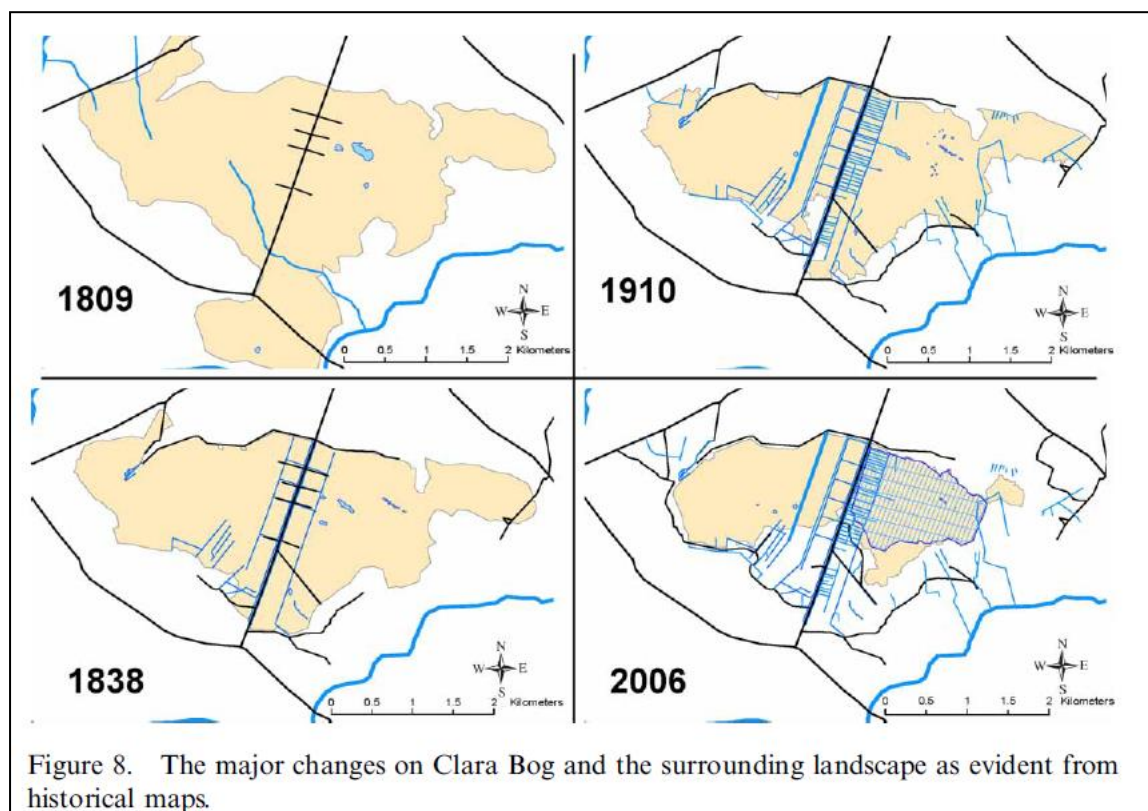 1809
N
W E
S
0 0.5 1 1.5 2 Kilometers
1910
N
W E
S
0 0.5 1 1.5 2 Kilometers
1838
N
W E
S
0 0.5 1 1.5 2 Kilometers
2006
N
W E
S
0 0.5 1 1.5 2 Kilometers
Figure 8. The major changes on Clara Bog and the surrounding landscape as evident from
historical maps.